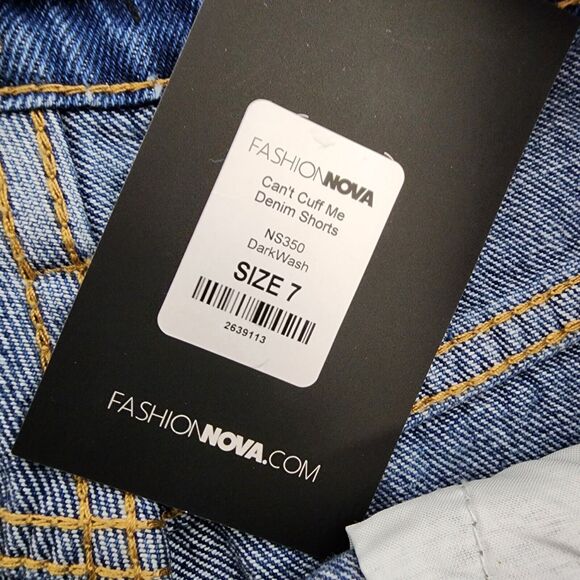 FASHIONNOVA
Can't Cuff Me
Denim Shorts
NS350
DarkWash
SIZE 7
2639113
FASHIONNOVA.COM